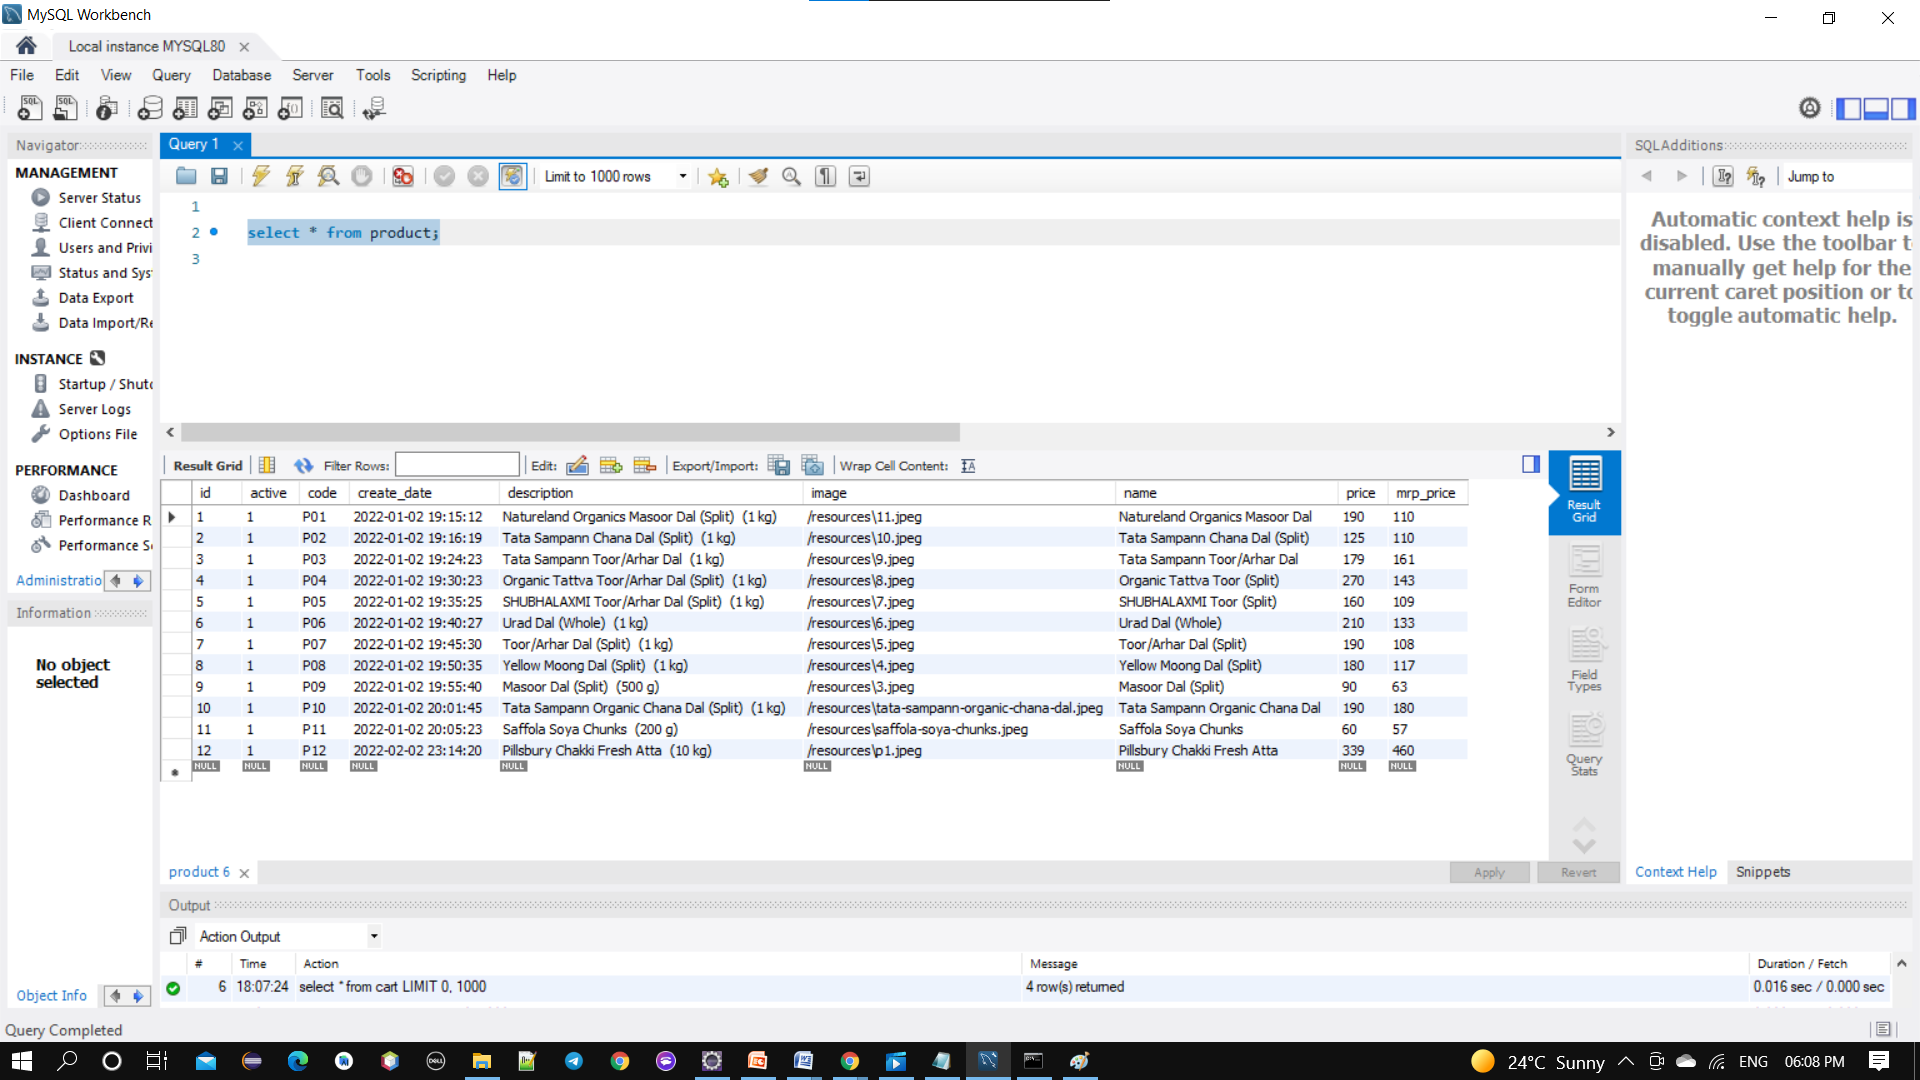 MySQL Workbench
Local instance MYSQL80
File Edit View Query Database Server Tools Scripting Help
Navigator
MANAGEMENT
Server Status
Client Connect
Users and Privi
Status and Sys
Data Export
Data Import/Re
INSTANCE
Startup / Shutd
Server Logs
Options File
PERFORMANCE
Dashboard
Performance R
Performance S
Administratio
Information
No object
selected
Object Info
Query 1
Limit to 1000 rows
1
2 select * from product;
3
Result Grid Filter Rows: Edit: Export/Import: Wrap Cell Content:
id active code create_date description image name price mrp_price
1 1 P01 2022-01-02 19:15:12 Natureland Organics Masoor Dal (Split) (1 kg) /resources\11.jpeg Natureland Organics Masoor Dal 190 110
2 1 P02 2022-01-02 19:16:19 Tata Sampann Chana Dal (Split) (1 kg) /resources\10.jpeg Tata Sampann Chana Dal (Split) 125 110
3 1 P03 2022-01-02 19:24:23 Tata Sampann Toor/Arhar Dal (1 kg) /resources\9.jpeg Tata Sampann Toor/Arhar Dal 179 161
4 1 P04 2022-01-02 19:30:23 Organic Tattva Toor/Arhar Dal (Split) (1 kg) /resources\8.jpeg Organic Tattva Toor (Split) 270 143
5 1 P05 2022-01-02 19:35:25 SHUBHALAXMI Toor/Arhar Dal (Split) (1 kg) /resources\7.jpeg SHUBHALAXMI Toor (Split) 160 109
6 1 P06 2022-01-02 19:40:27 Urad Dal (Whole) (1 kg) /resources\6.jpeg Urad Dal (Whole) 210 133
7 1 P07 2022-01-02 19:45:30 Toor/Arhar Dal (Split) (1 kg) /resources\5.jpeg Toor/Arhar Dal (Split) 190 108
8 1 P08 2022-01-02 19:50:35 Yellow Moong Dal (Split) (1 kg) /resources\4.jpeg Yellow Moong Dal (Split) 180 117
9 1 P09 2022-01-02 19:55:40 Masoor Dal (Split) (500 g) /resources\3.jpeg Masoor Dal (Split) 90 63
10 1 P10 2022-01-02 20:01:45 Tata Sampann Organic Chana Dal (Split) (1 kg) /resources\tata-sampann-organic-chana-dal.jpeg Tata Sampann Organic Chana Dal 190 180
11 1 P11 2022-01-02 20:05:23 Saffola Soya Chunks (200 g) /resources\saffola-soya-chunks.jpeg Saffola Soya Chunks 60 57
12 1 P12 2022-02-02 23:14:20 Pillsbury Chakki Fresh Atta (10 kg) /resources\p1.jpeg Pillsbury Chakki Fresh Atta 339 460
NULL NULL NULL NULL NULL NULL NULL NULL NULL
Result
Grid
Form
Editor
Field
Types
Query
Stats
product 6
Apply Revert
Output
Action Output
# Time Action Message Duration / Fetch
6 18:07:24 select * from cart LIMIT 0, 1000 4 row(s) returned 0.016 sec / 0.000 sec
SQLAdditions
Jump to
Automatic context help is
disabled. Use the toolbar t
manually get help for the
current caret position or to
toggle automatic help.
Context Help Snippets
Query Completed
24°C Sunny ENG 06:08 PM